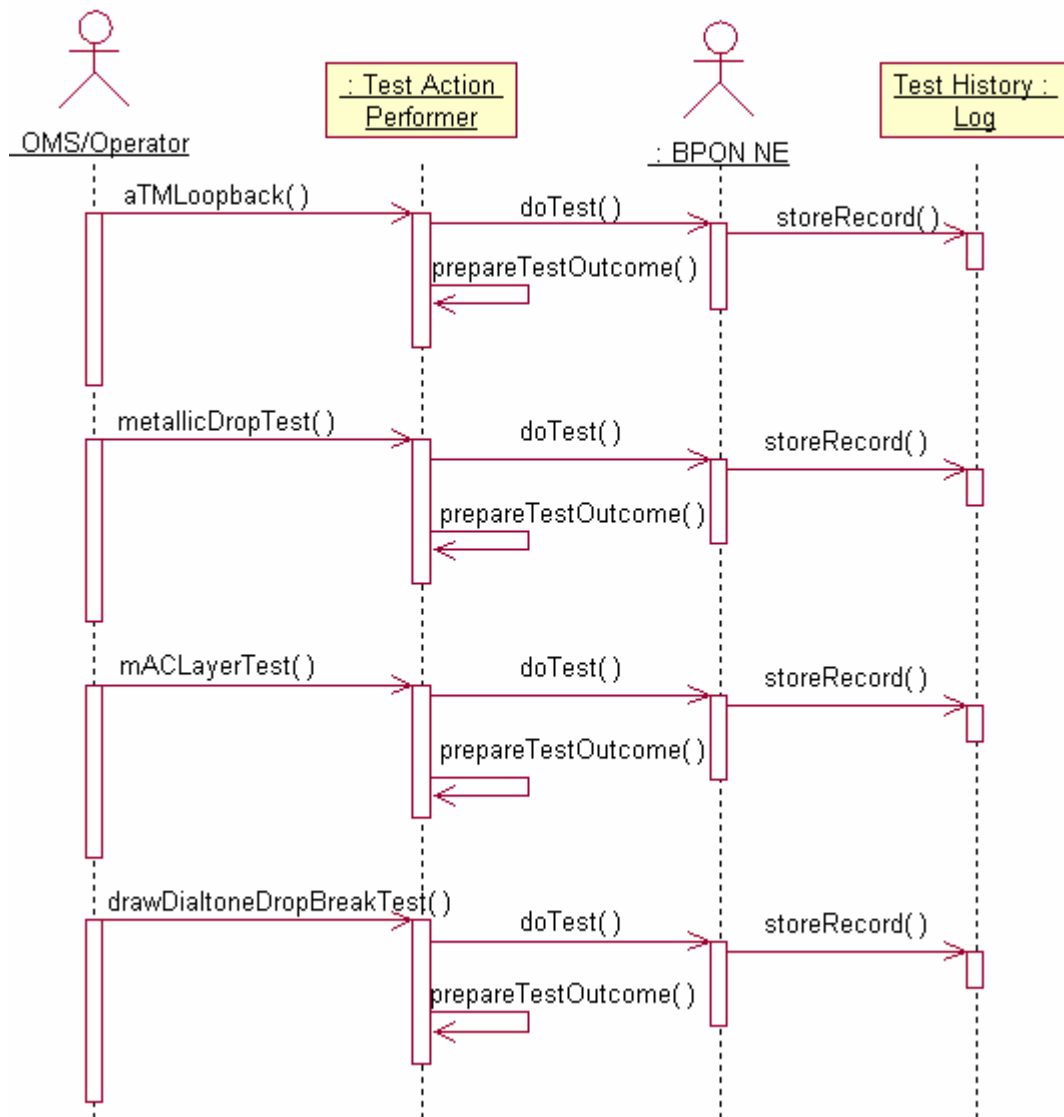 OMS/Operator
: Test Action
Performer
: BPON NE
Test History :
Log
aTMLoopback( )
doTest( )
storeRecord( )
prepareTestOutcome( )
metallicDropTest( )
doTest( )
storeRecord( )
prepareTestOutcome( )
mACLayerTest( )
doTest( )
storeRecord( )
prepareTestOutcome( )
drawDialtoneDropBreakTest( )
doTest( )
storeRecord( )
prepareTestOutcome( )